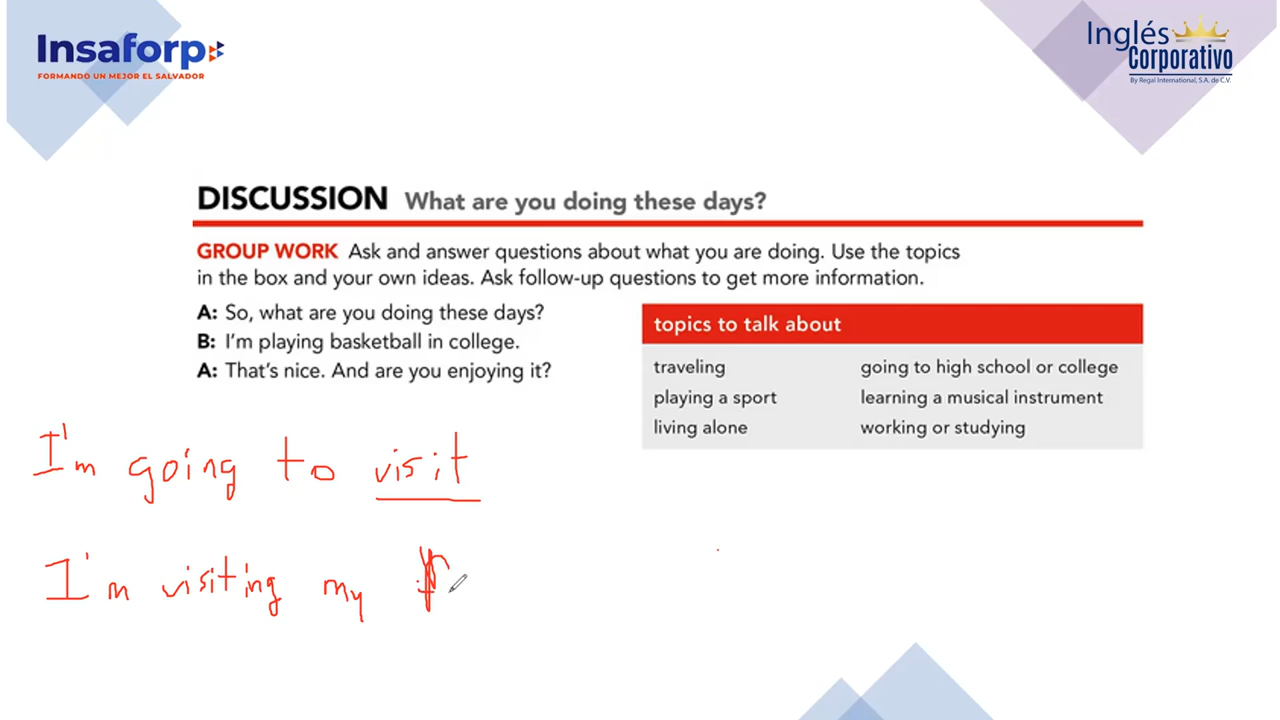 Insaforp
FORMANDO UN MEJOR EL SALVADOR
Inglés
Corporativo
By Regal International, S.A. de C.V.
DISCUSSION What are you doing these days?
GROUP WORK Ask and answer questions about what you are doing. Use the topics
in the box and your own ideas. Ask follow-up questions to get more information.
A: So, what are you doing these days?
B: I'm playing basketball in college.
A: That's nice. And are you enjoying it?
topics to talk about
traveling
playing a sport
living alone
going to high school or college
learning a musical instrument
working or studying
I'm going to visit
I'm visiting my